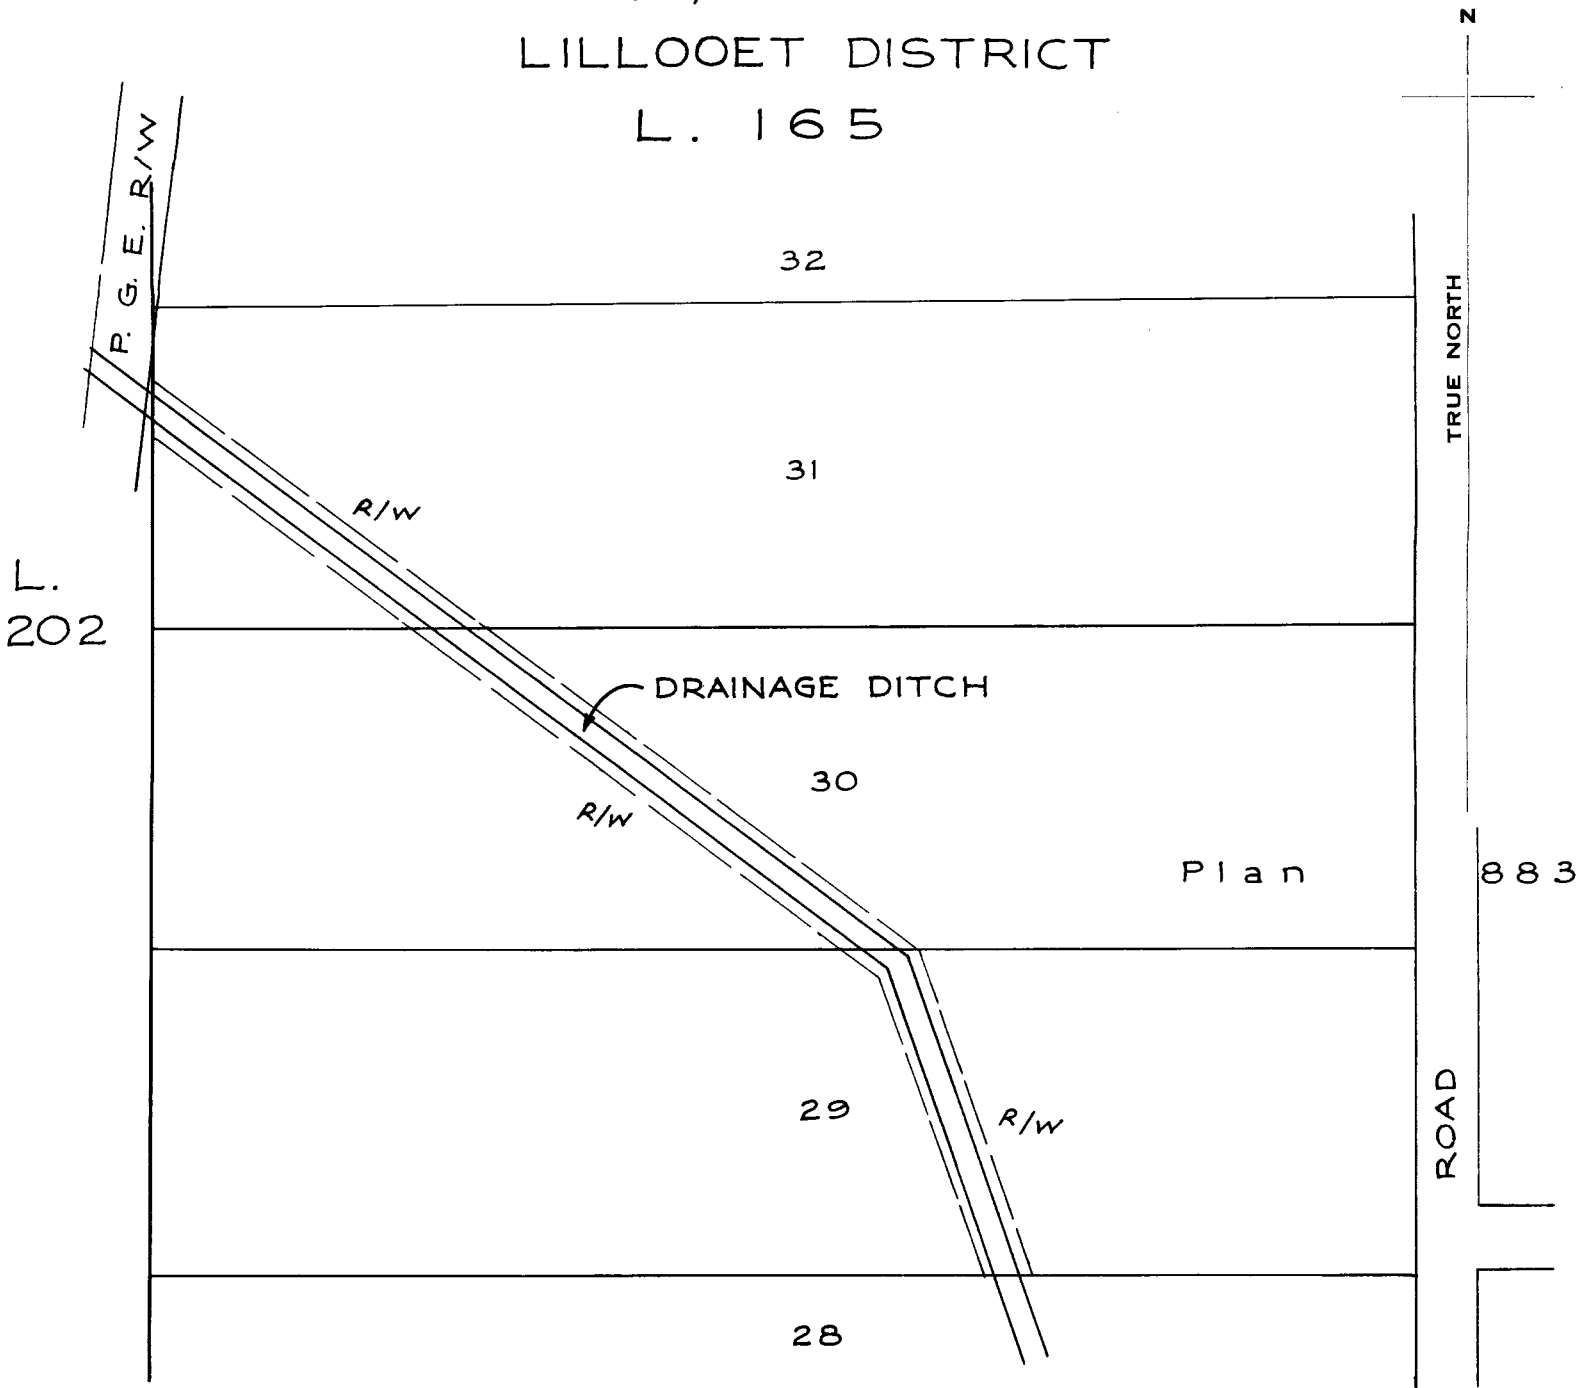 LILLOOET DISTRICT
L. 165
N
TRUE NORTH
P. G. E. R/W
32
31
R/W
L.
202
DRAINAGE DITCH
30
R/W
Plan 883
29
R/W
ROAD
28